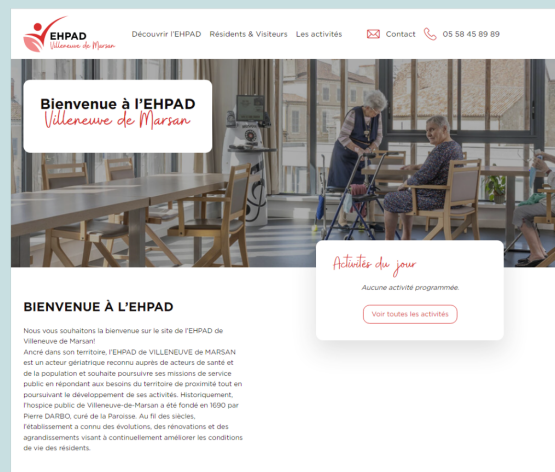 EHPAD
Villeneuve de Marsan
Découvrir l'EHPAD Résidents & Visiteurs Les activités Contact 05 58 45 89 89
Bienvenue à l'EHPAD
Villeneuve de Marsan
Activités du jour
Aucune activité programmée.
Voir toutes les activités
BIENVENUE À L'EHPAD
Nous vous souhaitons la bienvenue sur le site de l'EHPAD de
Villeneuve de Marsan!
Ancré dans son territoire, l'EHPAD de VILLENEUVE de MARSAN
est un acteur gériatrique reconnu auprès de acteurs de santé et
de la population et souhaite poursuivre ses missions de service
public en répondant aux besoins du territoire de proximité tout en
poursuivant le développement de ses activités. Historiquement,
l'hospice public de Villeneuve-de-Marsan a été fondé en 1690 par
Pierre DARBO, curé de la Paroisse. Au fil des siècles,
l'établissement a connu des évolutions, des rénovations et des
agrandissements visant à continuellement améliorer les conditions
de vie des résidents.